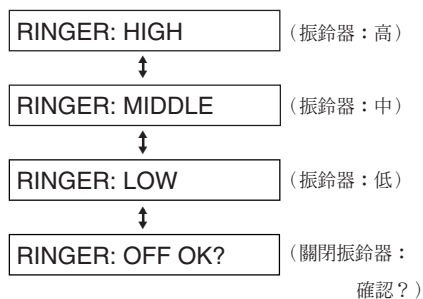 RINGER: HIGH （振鈴器：高）
RINGER: MIDDLE （振鈴器：中）
RINGER: LOW （振鈴器：低）
RINGER: OFF OK? （關閉振鈴器：
確認？）